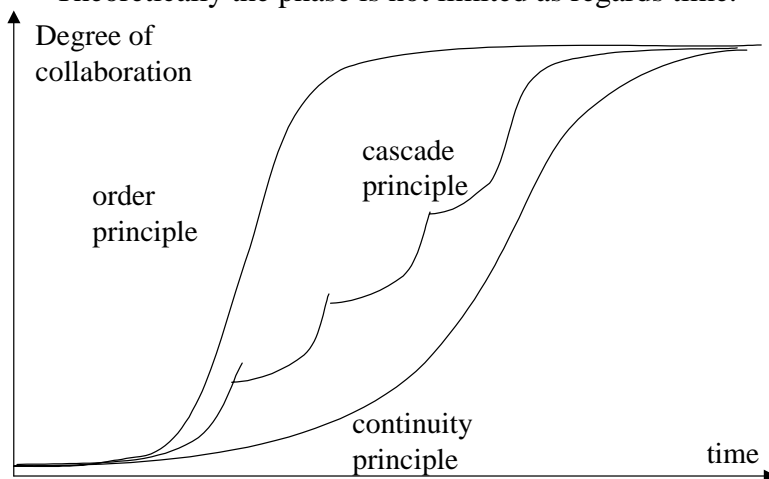 Theoretically the phase is not limited as regards time.
Degree of
collaboration
cascade
principle
order
principle
continuity
principle
time